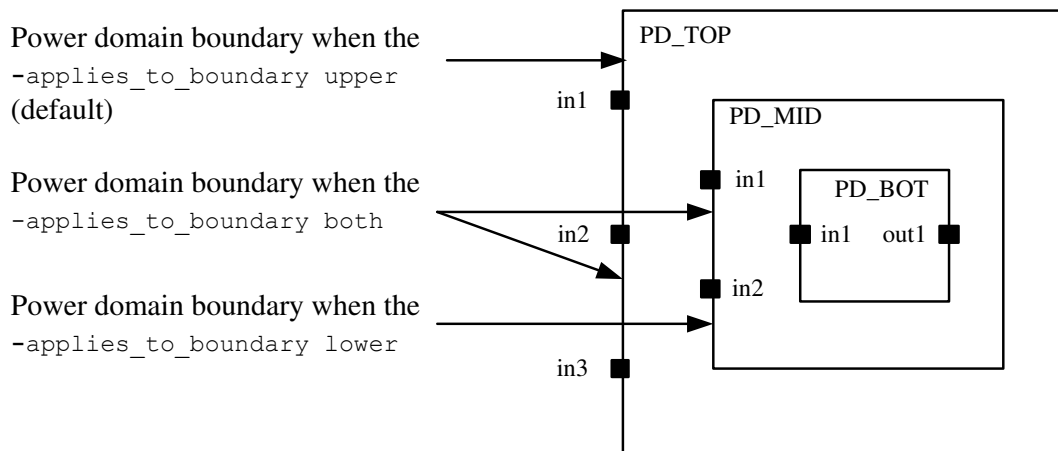 Power domain boundary when the
-applies_to_boundary upper
(default)
Power domain boundary when the
-applies_to_boundary both
Power domain boundary when the
-applies_to_boundary lower
PD_TOP
in1
in2
in3
PD_MID
in1
in2
PD_BOT
in1 out1